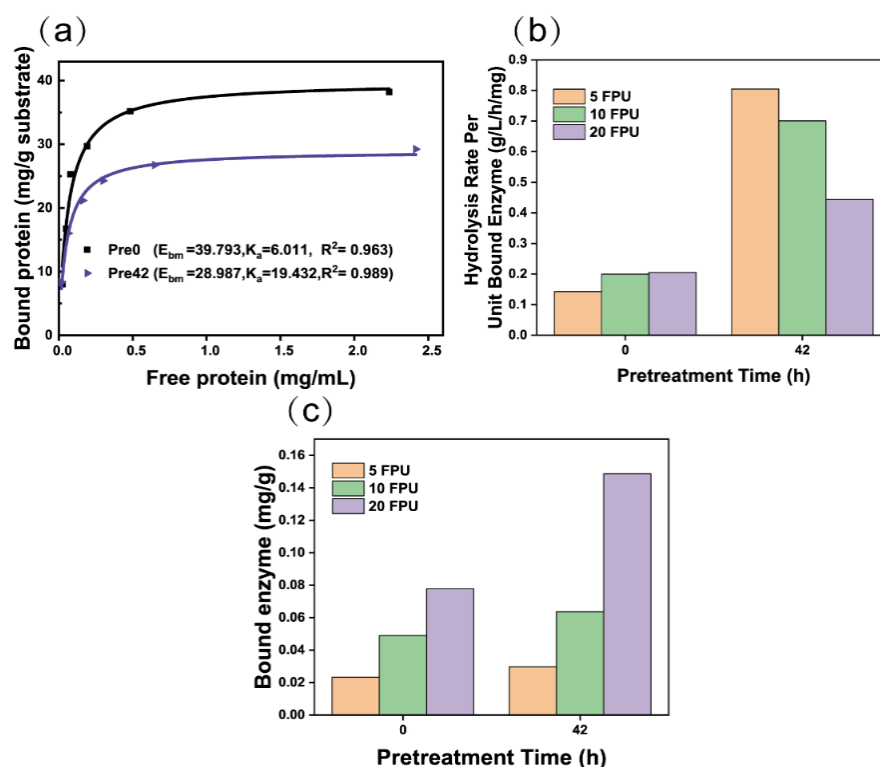 (a)
Bound protein (mg/g substrate)
40
30
20
10
0
Pre0 (Ebm =39.793,Ka=6.011, R2= 0.963)
Pre42 (Ebm =28.987,Ka=19.432,R2= 0.989)
0.0 0.5 1.0 1.5 2.0 2.5
Free protein (mg/mL)
(b)
Hydrolysis Rate Per
Unit Bound Enzyme (g/L/h/mg)
0.9
0.8
0.7
0.6
0.5
0.4
0.3
0.2
0.1
0.0
5 FPU
10 FPU
20 FPU
0 42
Pretreatment Time (h)
(c)
Bound enzyme (mg/g)
0.16
0.14
0.12
0.10
0.08
0.06
0.04
0.02
0.00
5 FPU
10 FPU
20 FPU
0 42
Pretreatment Time (h)